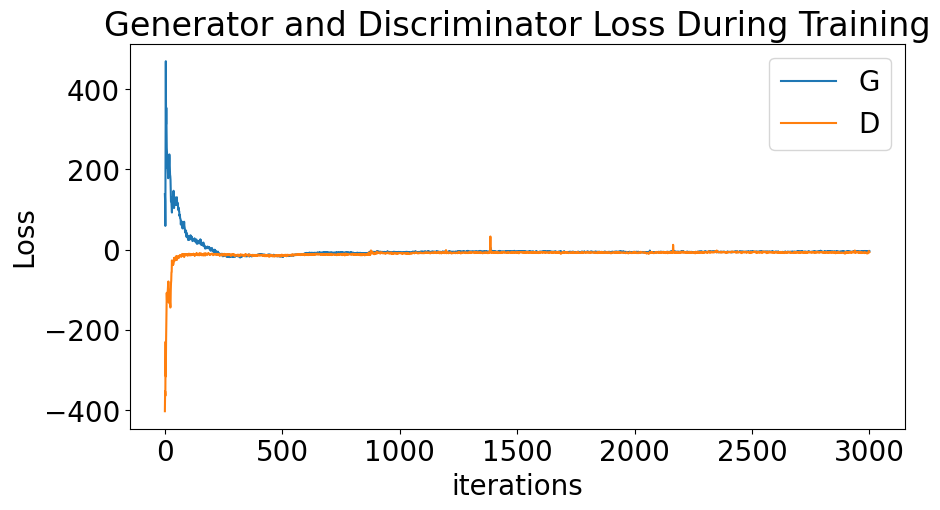 Generator and Discriminator Loss During Training
G
D
Loss
400
200
0
−200
−400
0 500 1000 1500 2000 2500 3000
iterations